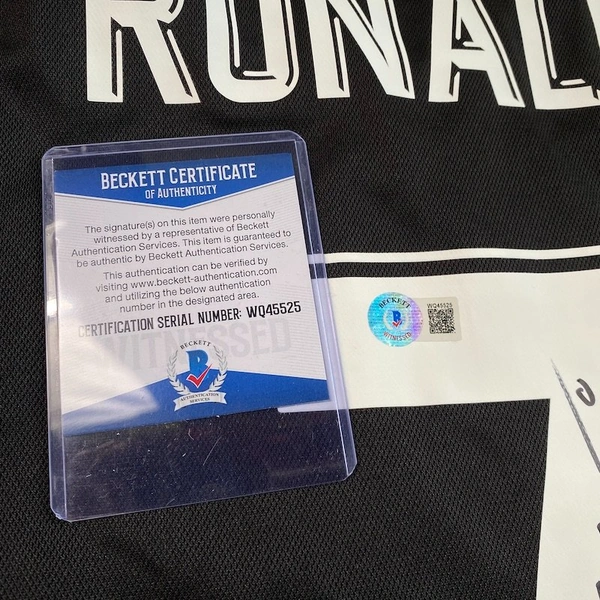 RONAL
BECKETT CERTIFICATE
OF AUTHENTICITY
The signature(s) on this item were personally
witnessed by a representative of Beckett
Authentication Services. This item is guaranteed to
be authentic by Beckett Authentication Services.
This authentication can be verified by
visiting www.beckett-authentication.com
and utilizing the below authentication
number in the designated area.
CERTIFICATION SERIAL NUMBER: WQ45525
WITNESSED
BECKETT
B
AUTHENTICATION
SERVICES
BECKETT
B
WITNESSED
WQ45525